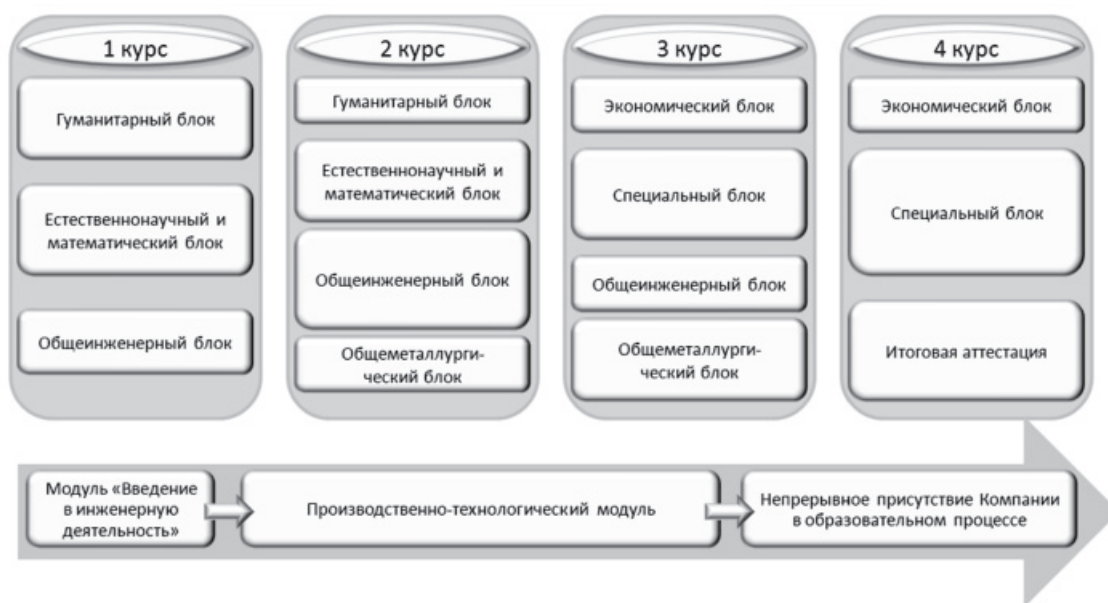 1 курс
Гуманитарный блок
Естественнонаучный и
математический блок
Общеинженерный блок
2 курс
Гуманитарный блок
Естественнонаучный и
математический блок
Общеинженерный блок
Общеметаллурги-
ческий блок
3 курс
Экономический блок
Специальный блок
Общеинженерный блок
Общеметаллурги-
ческий блок
4 курс
Экономический блок
Специальный блок
Итоговая аттестация
Модуль «Введение
в инженерную
деятельность»
Производственно-технологический модуль
Непрерывное присутствие Компании
в образовательном процессе